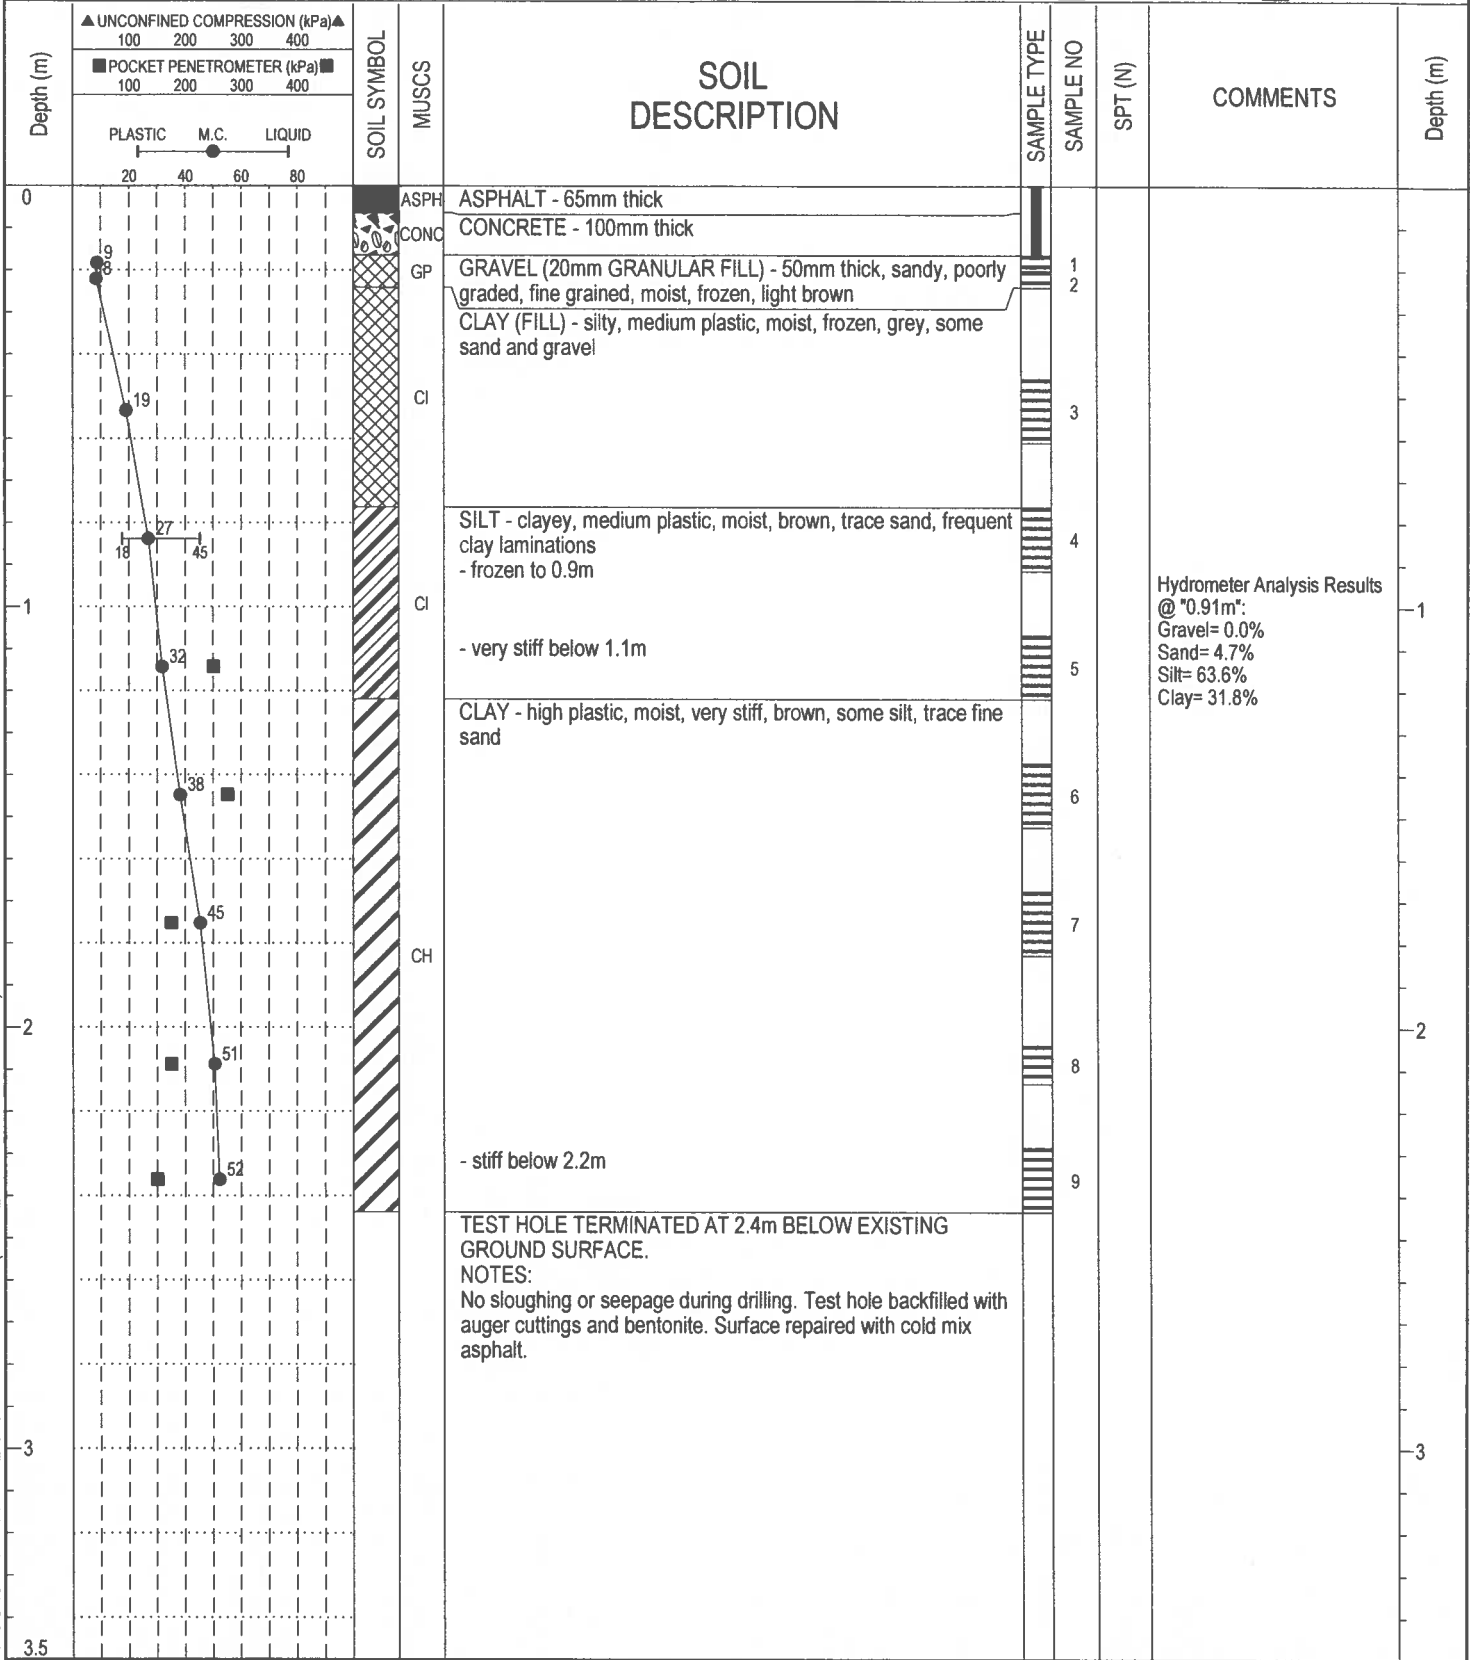 ▲ UNCONFINED COMPRESSION (kPa) ▲
100 200 300 400
■ POCKET PENETROMETER (kPa) ■
100 200 300 400
PLASTIC M.C. LIQUID
20 40 60 80
Depth (m)
SOIL SYMBOL
MUSCS
SOIL
DESCRIPTION
SAMPLE TYPE
SAMPLE NO
SPT (N)
COMMENTS
Depth (m)
0
ASPH
ASPHALT - 65mm thick
CONC
CONCRETE - 100mm thick
9
8
GP
GRAVEL (20mm GRANULAR FILL) - 50mm thick, sandy, poorly
graded, fine grained, moist, frozen, light brown
1
2
CLAY (FILL) - silty, medium plastic, moist, frozen, grey, some
sand and gravel
19
CI
3
SILT - clayey, medium plastic, moist, brown, trace sand, frequent
clay laminations
- frozen to 0.9m
27
18 45
4
1
CI
Hydrometer Analysis Results
@ "0.91m":
Gravel= 0.0%
Sand= 4.7%
Silt= 63.6%
Clay= 31.8%
1
- very stiff below 1.1m
32
5
CLAY - high plastic, moist, very stiff, brown, some silt, trace fine
sand
38
6
45
7
CH
2
2
51
8
- stiff below 2.2m
52
9
TEST HOLE TERMINATED AT 2.4m BELOW EXISTING
GROUND SURFACE.
NOTES:
No sloughing or seepage during drilling. Test hole backfilled with
auger cuttings and bentonite. Surface repaired with cold mix
asphalt.
3
3
3.5